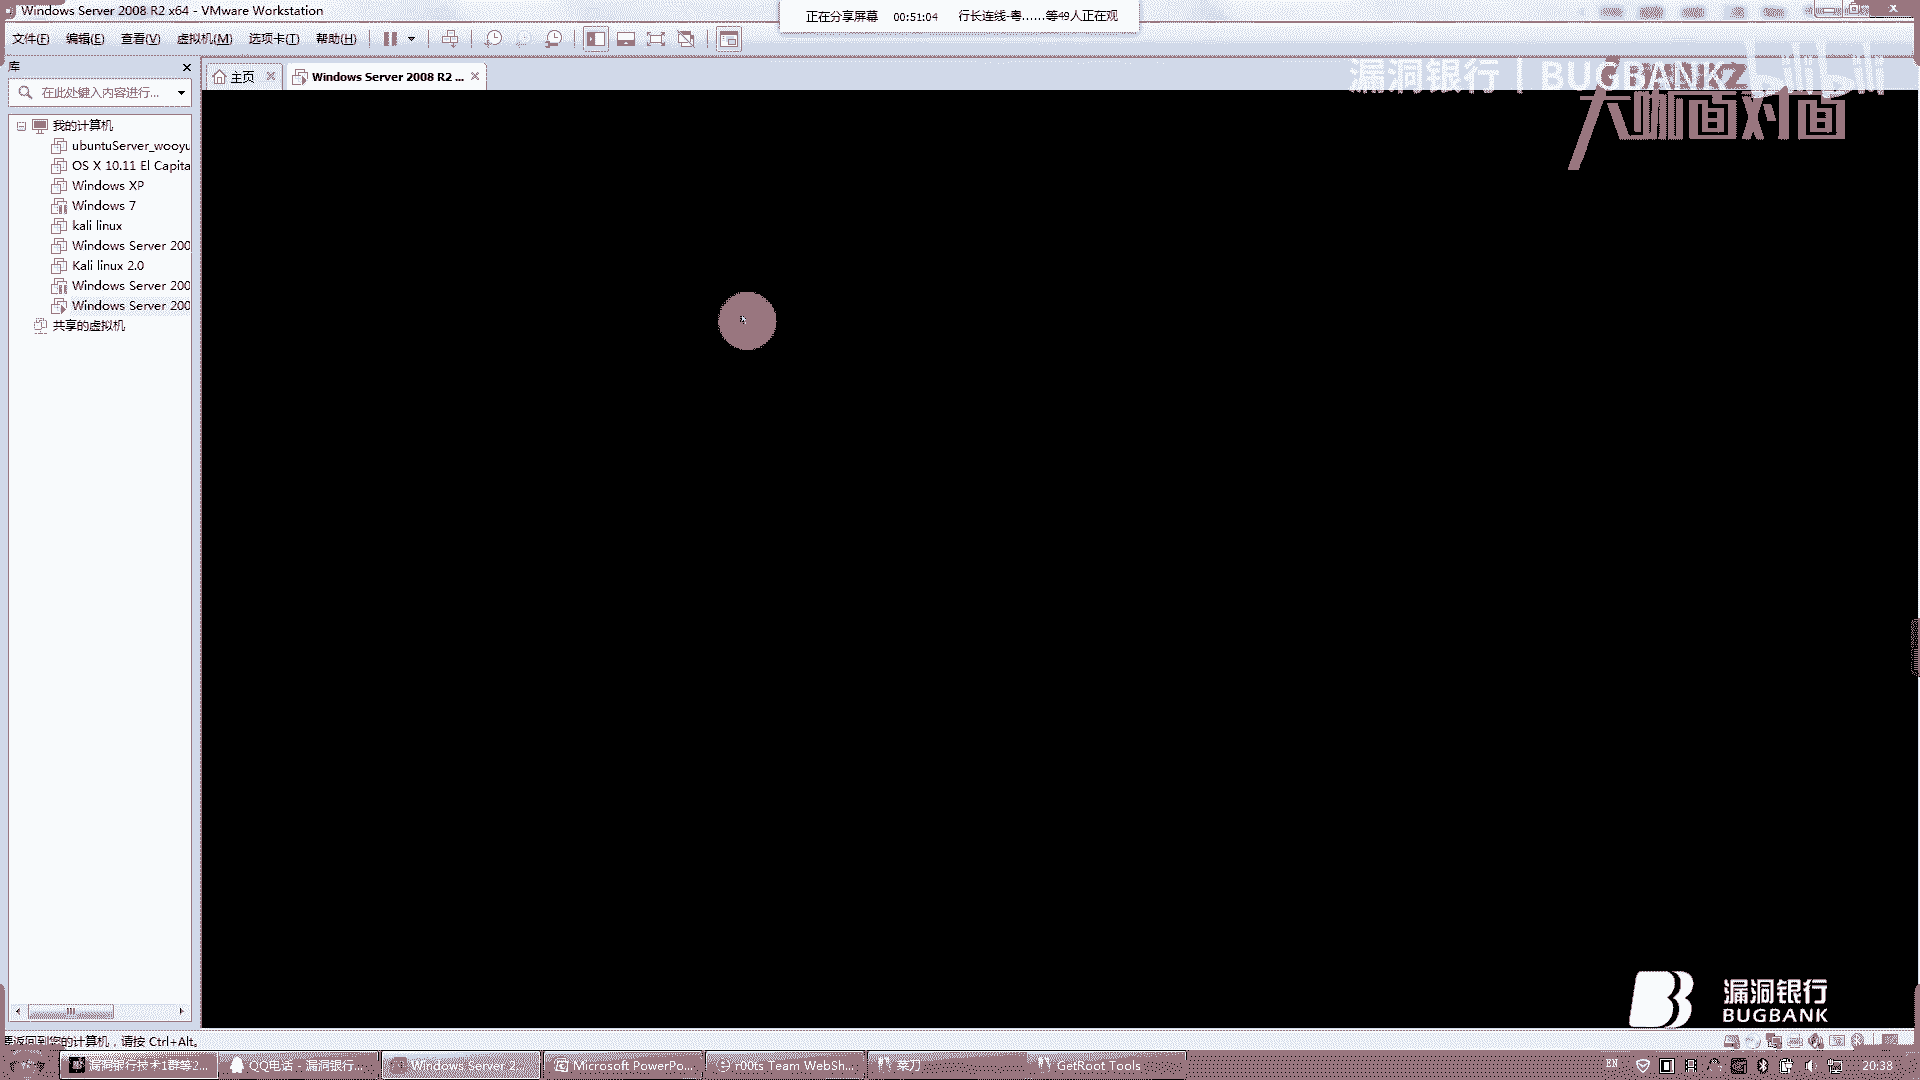 Windows Server 2008 R2 x64 - VMware Workstation
正在分享屏幕 00:51:04 行长连线-粤......等49人正在观
文件(F) 编辑(E) 查看(V) 虚拟机(M) 选项卡(T) 帮助(H)
库
主页
Windows Server 2008 R2 ...
漏洞银行 | BUGBANK
bilibili
大咖面对面
在此处键入内容进行...
我的计算机
ubuntuServer_wooyu
OS X 10.11 El Capita
Windows XP
Windows 7
kali linux
Windows Server 200
Kali linux 2.0
Windows Server 200
Windows Server 200
共享的虚拟机
漏洞银行
BUGBANK
要返回到您的计算机，请按 Ctrl+Alt。
漏洞银行技术1群等2...
QQ电话 - 漏洞银行...
Windows Server 2...
Microsoft PowerPo...
r00ts Team WebSh...
菜刀
GetRoot Tools
EN
20:38